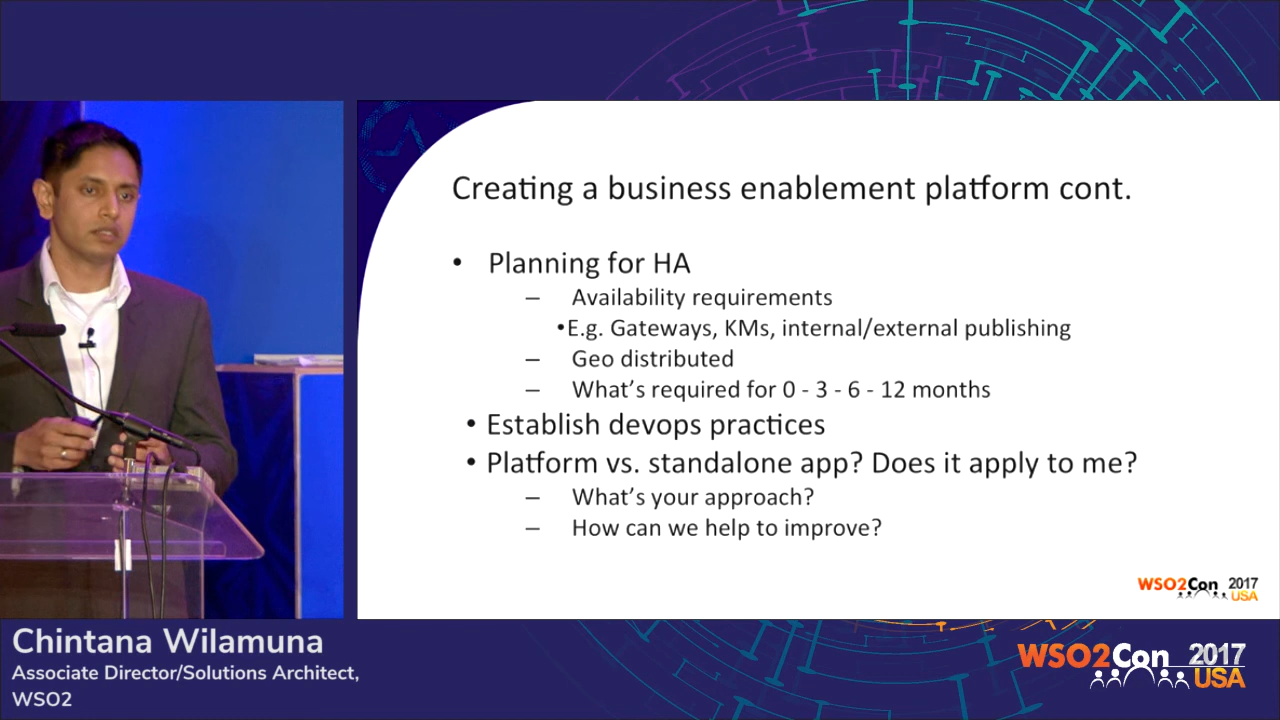 Creating a business enablement platform cont.
• Planning for HA
– Availability requirements
•E.g. Gateways, KMs, internal/external publishing
– Geo distributed
– What's required for 0 - 3 - 6 - 12 months
• Establish devops practices
• Platform vs. standalone app? Does it apply to me?
– What's your approach?
– How can we help to improve?
WSO2Con 2017
USA
Chintana Wilamuna
Associate Director/Solutions Architect,
WSO2
WSO2Con 2017
USA